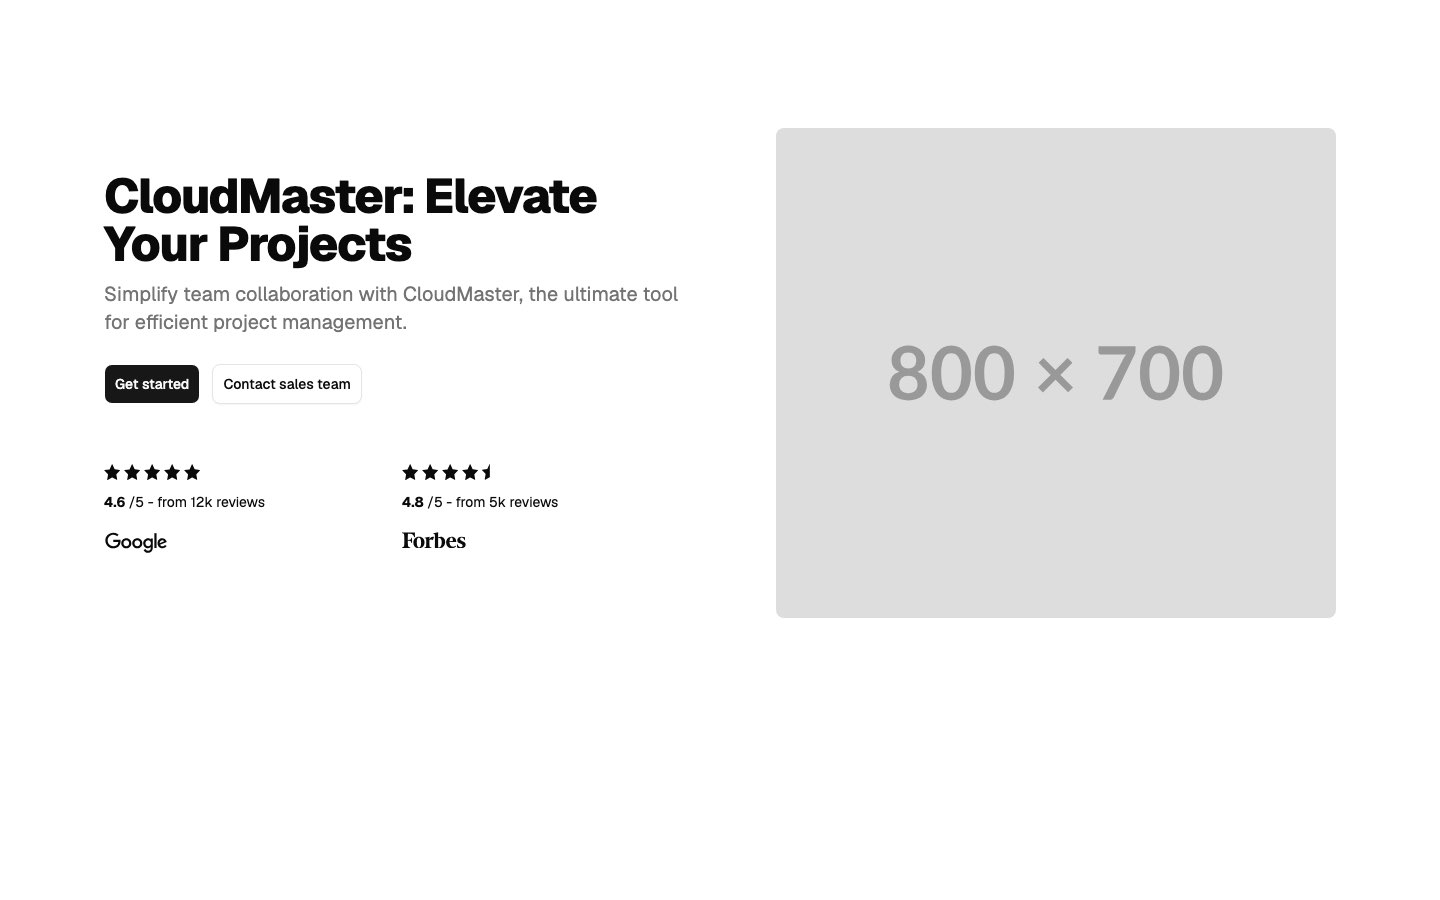 CloudMaster: Elevate
Your Projects
Simplify team collaboration with CloudMaster, the ultimate tool
for efficient project management.
Get started
Contact sales team
4.6 /5 - from 12k reviews
4.8 /5 - from 5k reviews
Google
Forbes
800 × 700